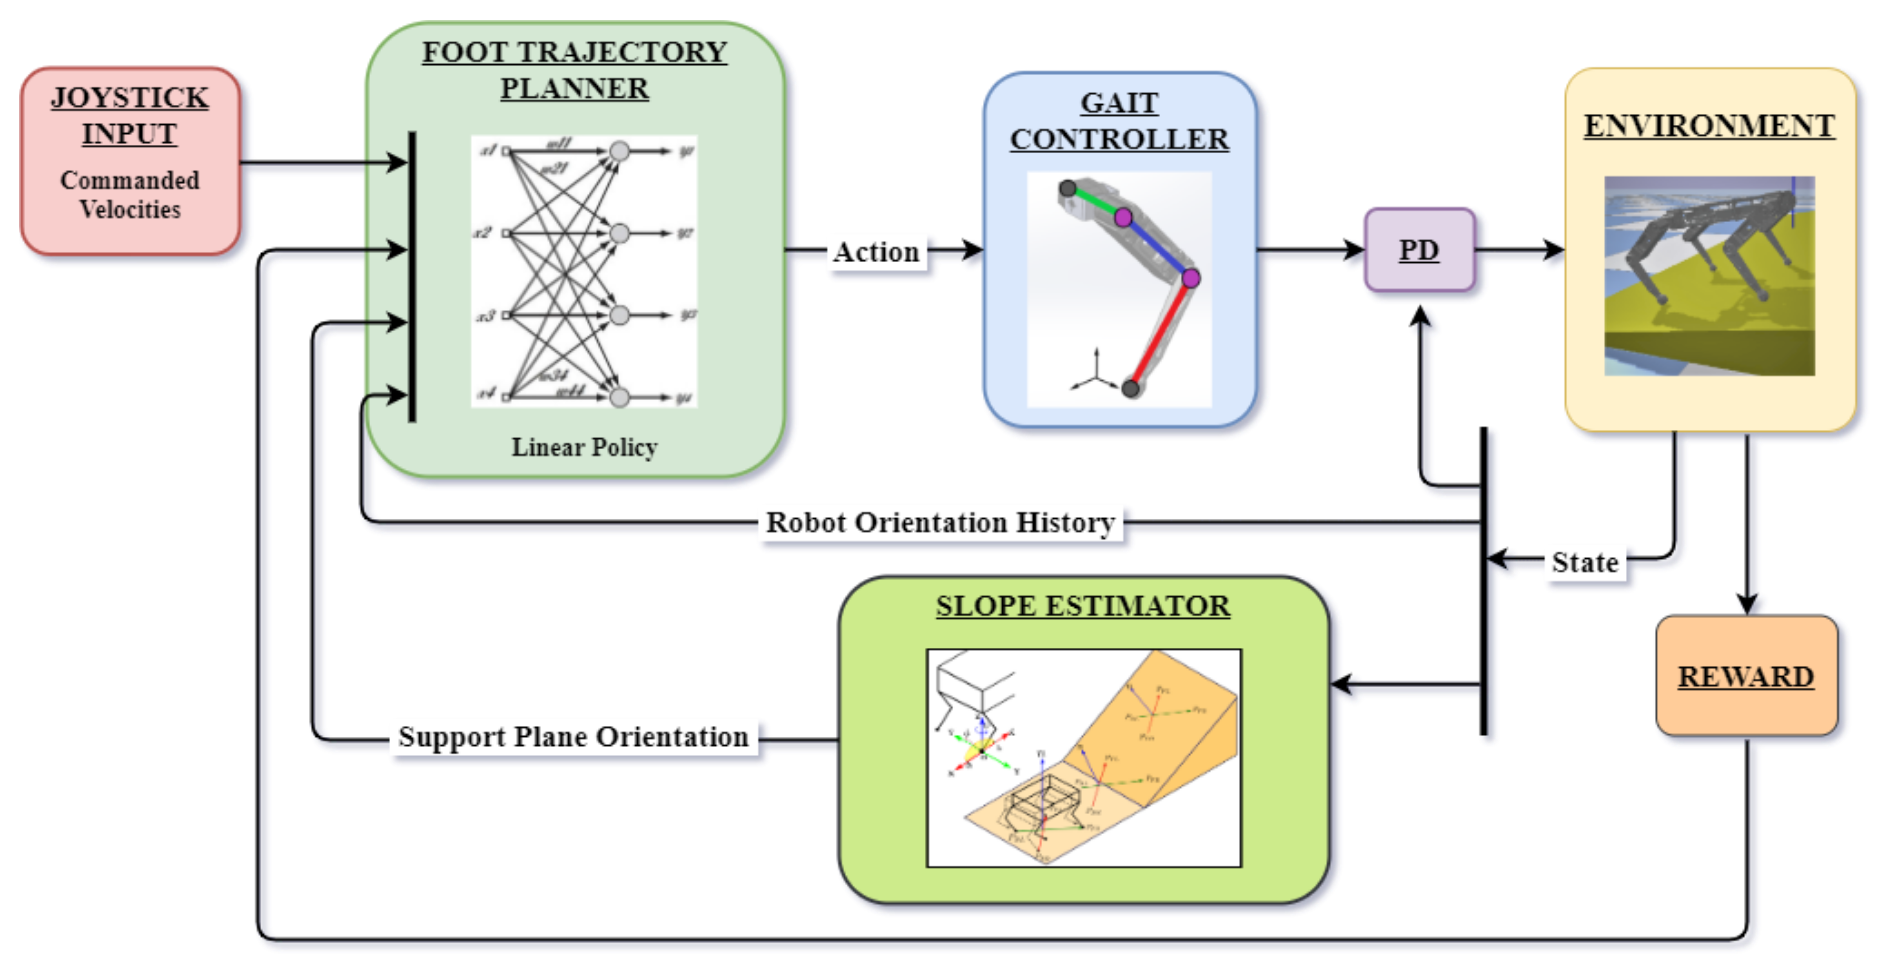 JOYSTICK
INPUT
Commanded
Velocities
FOOT TRAJECTORY
PLANNER
x1
w11
y1
w21
x2
y2
x3
y3
w34
x4
w44
y4
Linear Policy
Action
GAIT
CONTROLLER
PD
ENVIRONMENT
Robot Orientation History
State
SLOPE ESTIMATOR
Support Plane Orientation
REWARD